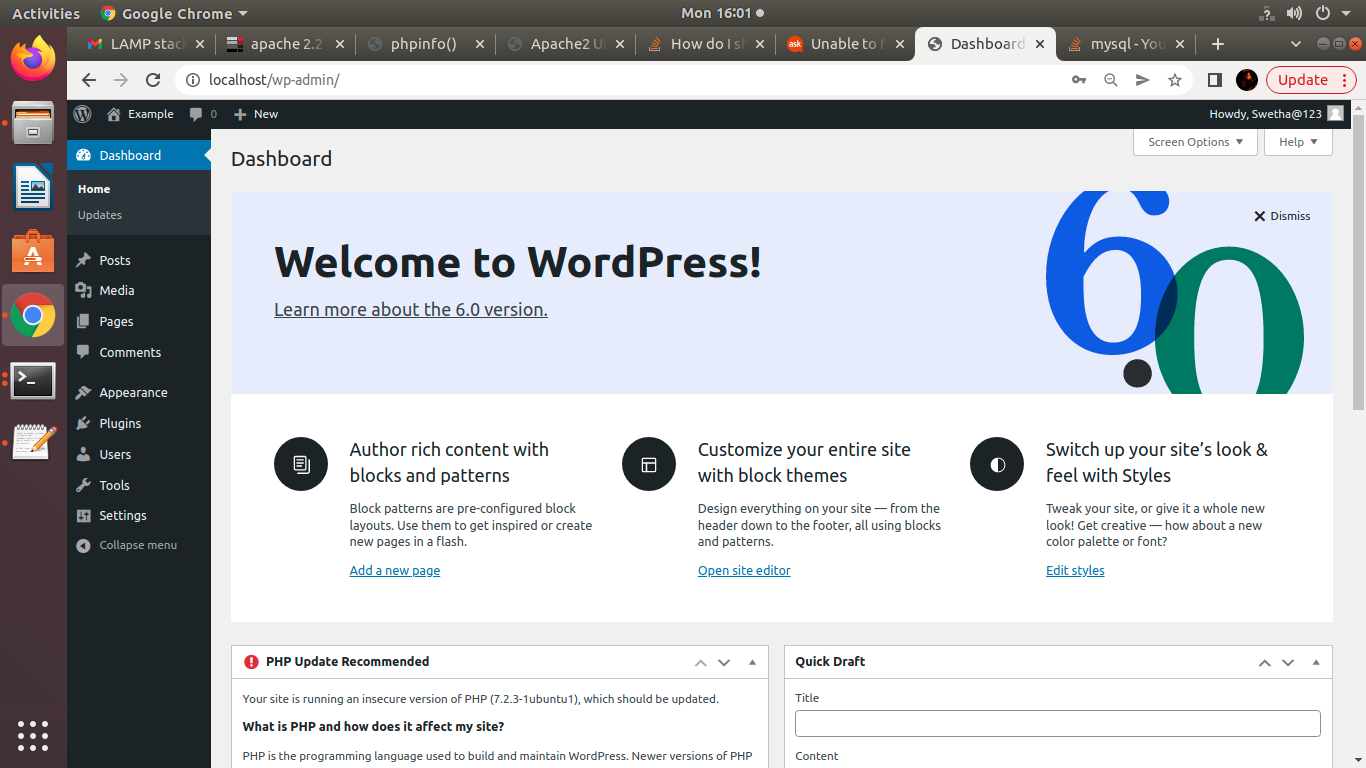 Activities Google Chrome Mon 16:01
LAMP stac apache 2.2 phpinfo() Apache2 U How do I s Unable to f Dashboard mysql - You
localhost/wp-admin/ Update
Example 0 New Howdy, Swetha@123
Dashboard
Home
Updates
Posts
Media
Pages
Comments
Appearance
Plugins
Users
Tools
Settings
Collapse menu
Screen Options Help
Dashboard
Dismiss
Welcome to WordPress!
Learn more about the 6.0 version.
6.0
Author rich content with
blocks and patterns
Block patterns are pre-configured block
layouts. Use them to get inspired or create
new pages in a flash.
Add a new page
Customize your entire site
with block themes
Design everything on your site — from the
header down to the footer, all using blocks
and patterns.
Open site editor
Switch up your site’s look &
feel with Styles
Tweak your site, or give it a whole new
look! Get creative — how about a new
color palette or font?
Edit styles
PHP Update Recommended
Your site is running an insecure version of PHP (7.2.3-1ubuntu1), which should be updated.
What is PHP and how does it affect my site?
PHP is the programming language used to build and maintain WordPress. Newer versions of PHP
Quick Draft
Title
Content